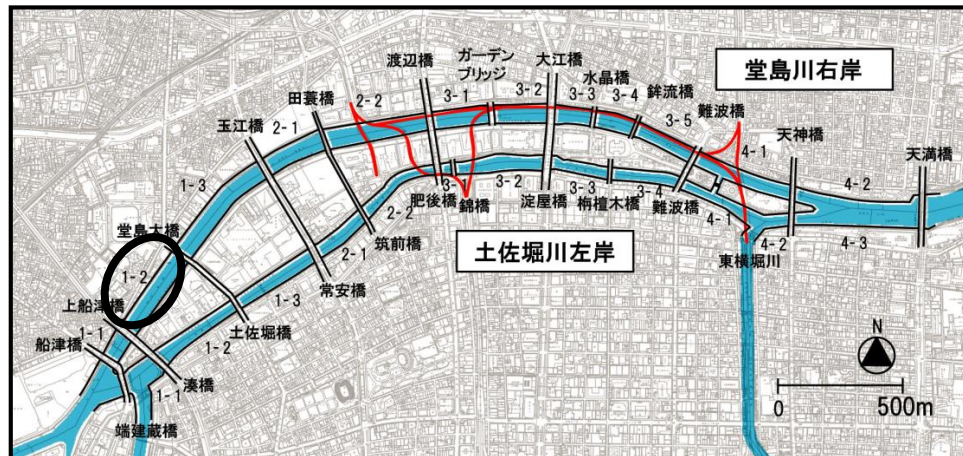 渡辺橋
ガーデン
ブリッジ
大江橋
水晶橋
鉾流橋
堂島川右岸
難波橋
天神橋
天満橋
田蓑橋
玉江橋
2-2
3-1
3-2
3-3
3-4
3-5
4-1
4-2
2-1
1-3
堂島大橋
1-2
上船津橋
1-1
船津橋
端建蔵橋
1-1
湊橋
1-2
土佐堀橋
1-3
常安橋
2-1
筑前橋
2-2
肥後橋
3-1
錦橋
3-2
淀屋橋
3-3
栴檀木橋
3-4
難波橋
4-1
4-2
4-3
東横堀川
土佐堀川左岸
N
0
500m